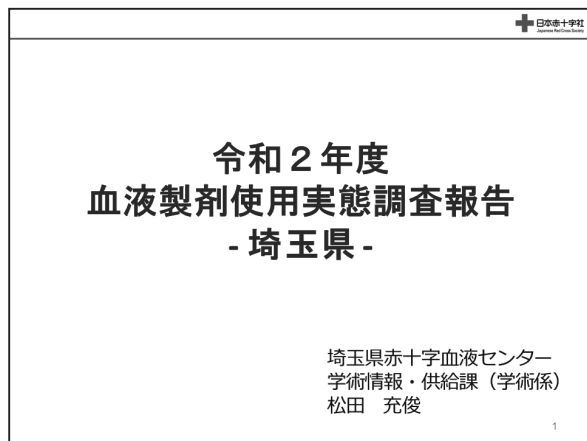 日本赤十字社
Japanese Red Cross Society
令和２年度
血液製剤使用実態調査報告
- 埼玉県 -
埼玉県赤十字血液センター
学術情報・供給課（学術係）
松田　充俊
1